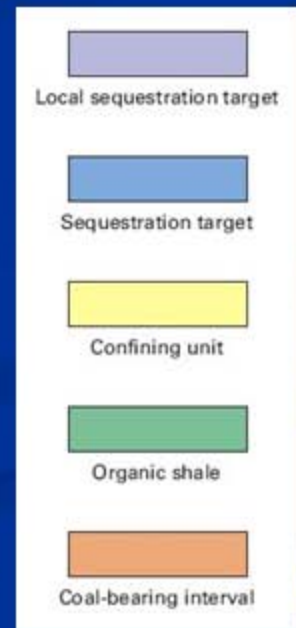 Local sequestration target
Sequestration target
Confining unit
Organic shale
Coal-bearing interval